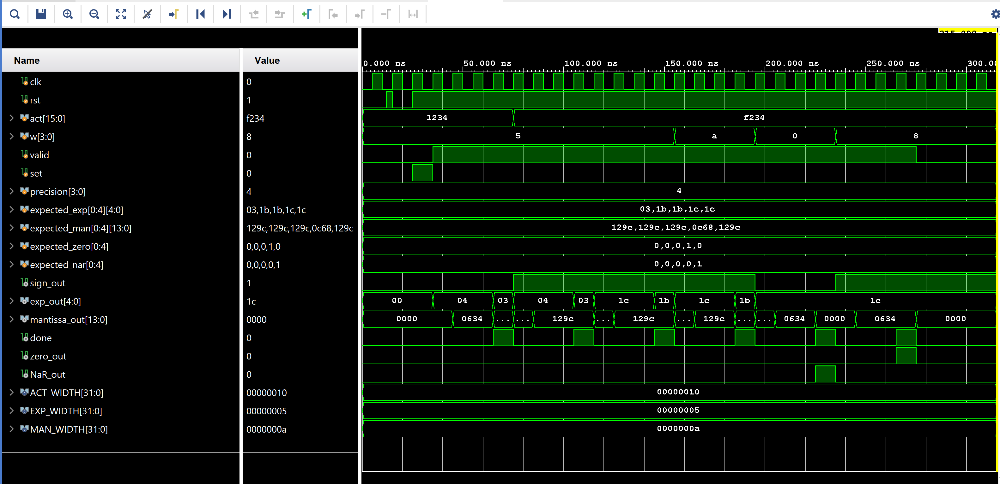 0.000 ns 50.000 ns 100.000 ns 150.000 ns 200.000 ns 250.000 ns 300.00
Name Value
clk 0
rst 1
act[15:0] f234 1234 f234
w[3:0] 8 5 a 0 8
valid 0
set 0
precision[3:0] 4 4
expected_exp[0:4][4:0] 03,1b,1b,1c,1c 03,1b,1b,1c,1c
expected_man[0:4][13:0] 129c,129c,129c,0c68,129c 129c,129c,129c,0c68,129c
expected_zero[0:4] 0,0,0,1,0 0,0,0,1,0
expected_nar[0:4] 0,0,0,0,1 0,0,0,0,1
sign_out 1
exp_out[4:0] 1c 00 04 03 04 03 1c 1b 1c 1b 1c
mantissa_out[13:0] 0000 0000 0634 ... ... 129c ... 129c ... 129c ... ... 0634 0000 0634 0000
done 0
zero_out 0
NaR_out 0
ACT_WIDTH[31:0] 00000010 00000010
EXP_WIDTH[31:0] 00000005 00000005
MAN_WIDTH[31:0] 0000000a 0000000a